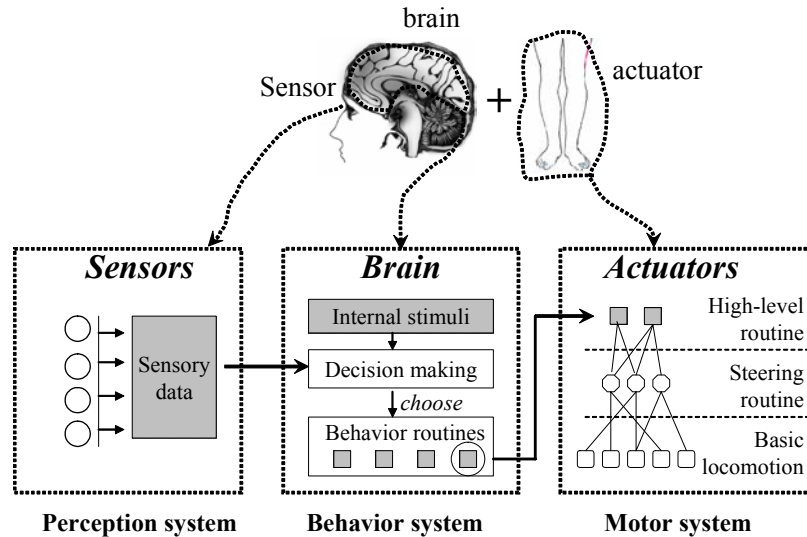 brain
Sensor
+
actuator
Sensors
Sensory
data
Brain
Internal stimuli
Decision making
choose
Behavior routines
Actuators
High-level
routine
Steering
routine
Basic
locomotion
Perception system
Behavior system
Motor system